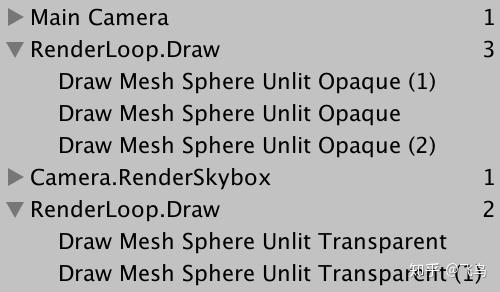 Main Camera 1
RenderLoop.Draw 3
Draw Mesh Sphere Unlit Opaque (1)
Draw Mesh Sphere Unlit Opaque
Draw Mesh Sphere Unlit Opaque (2)
Camera.RenderSkybox 1
RenderLoop.Draw 2
Draw Mesh Sphere Unlit Transparent
Draw Mesh Sphere Unlit Transparent (1)
知乎 @飞鸟